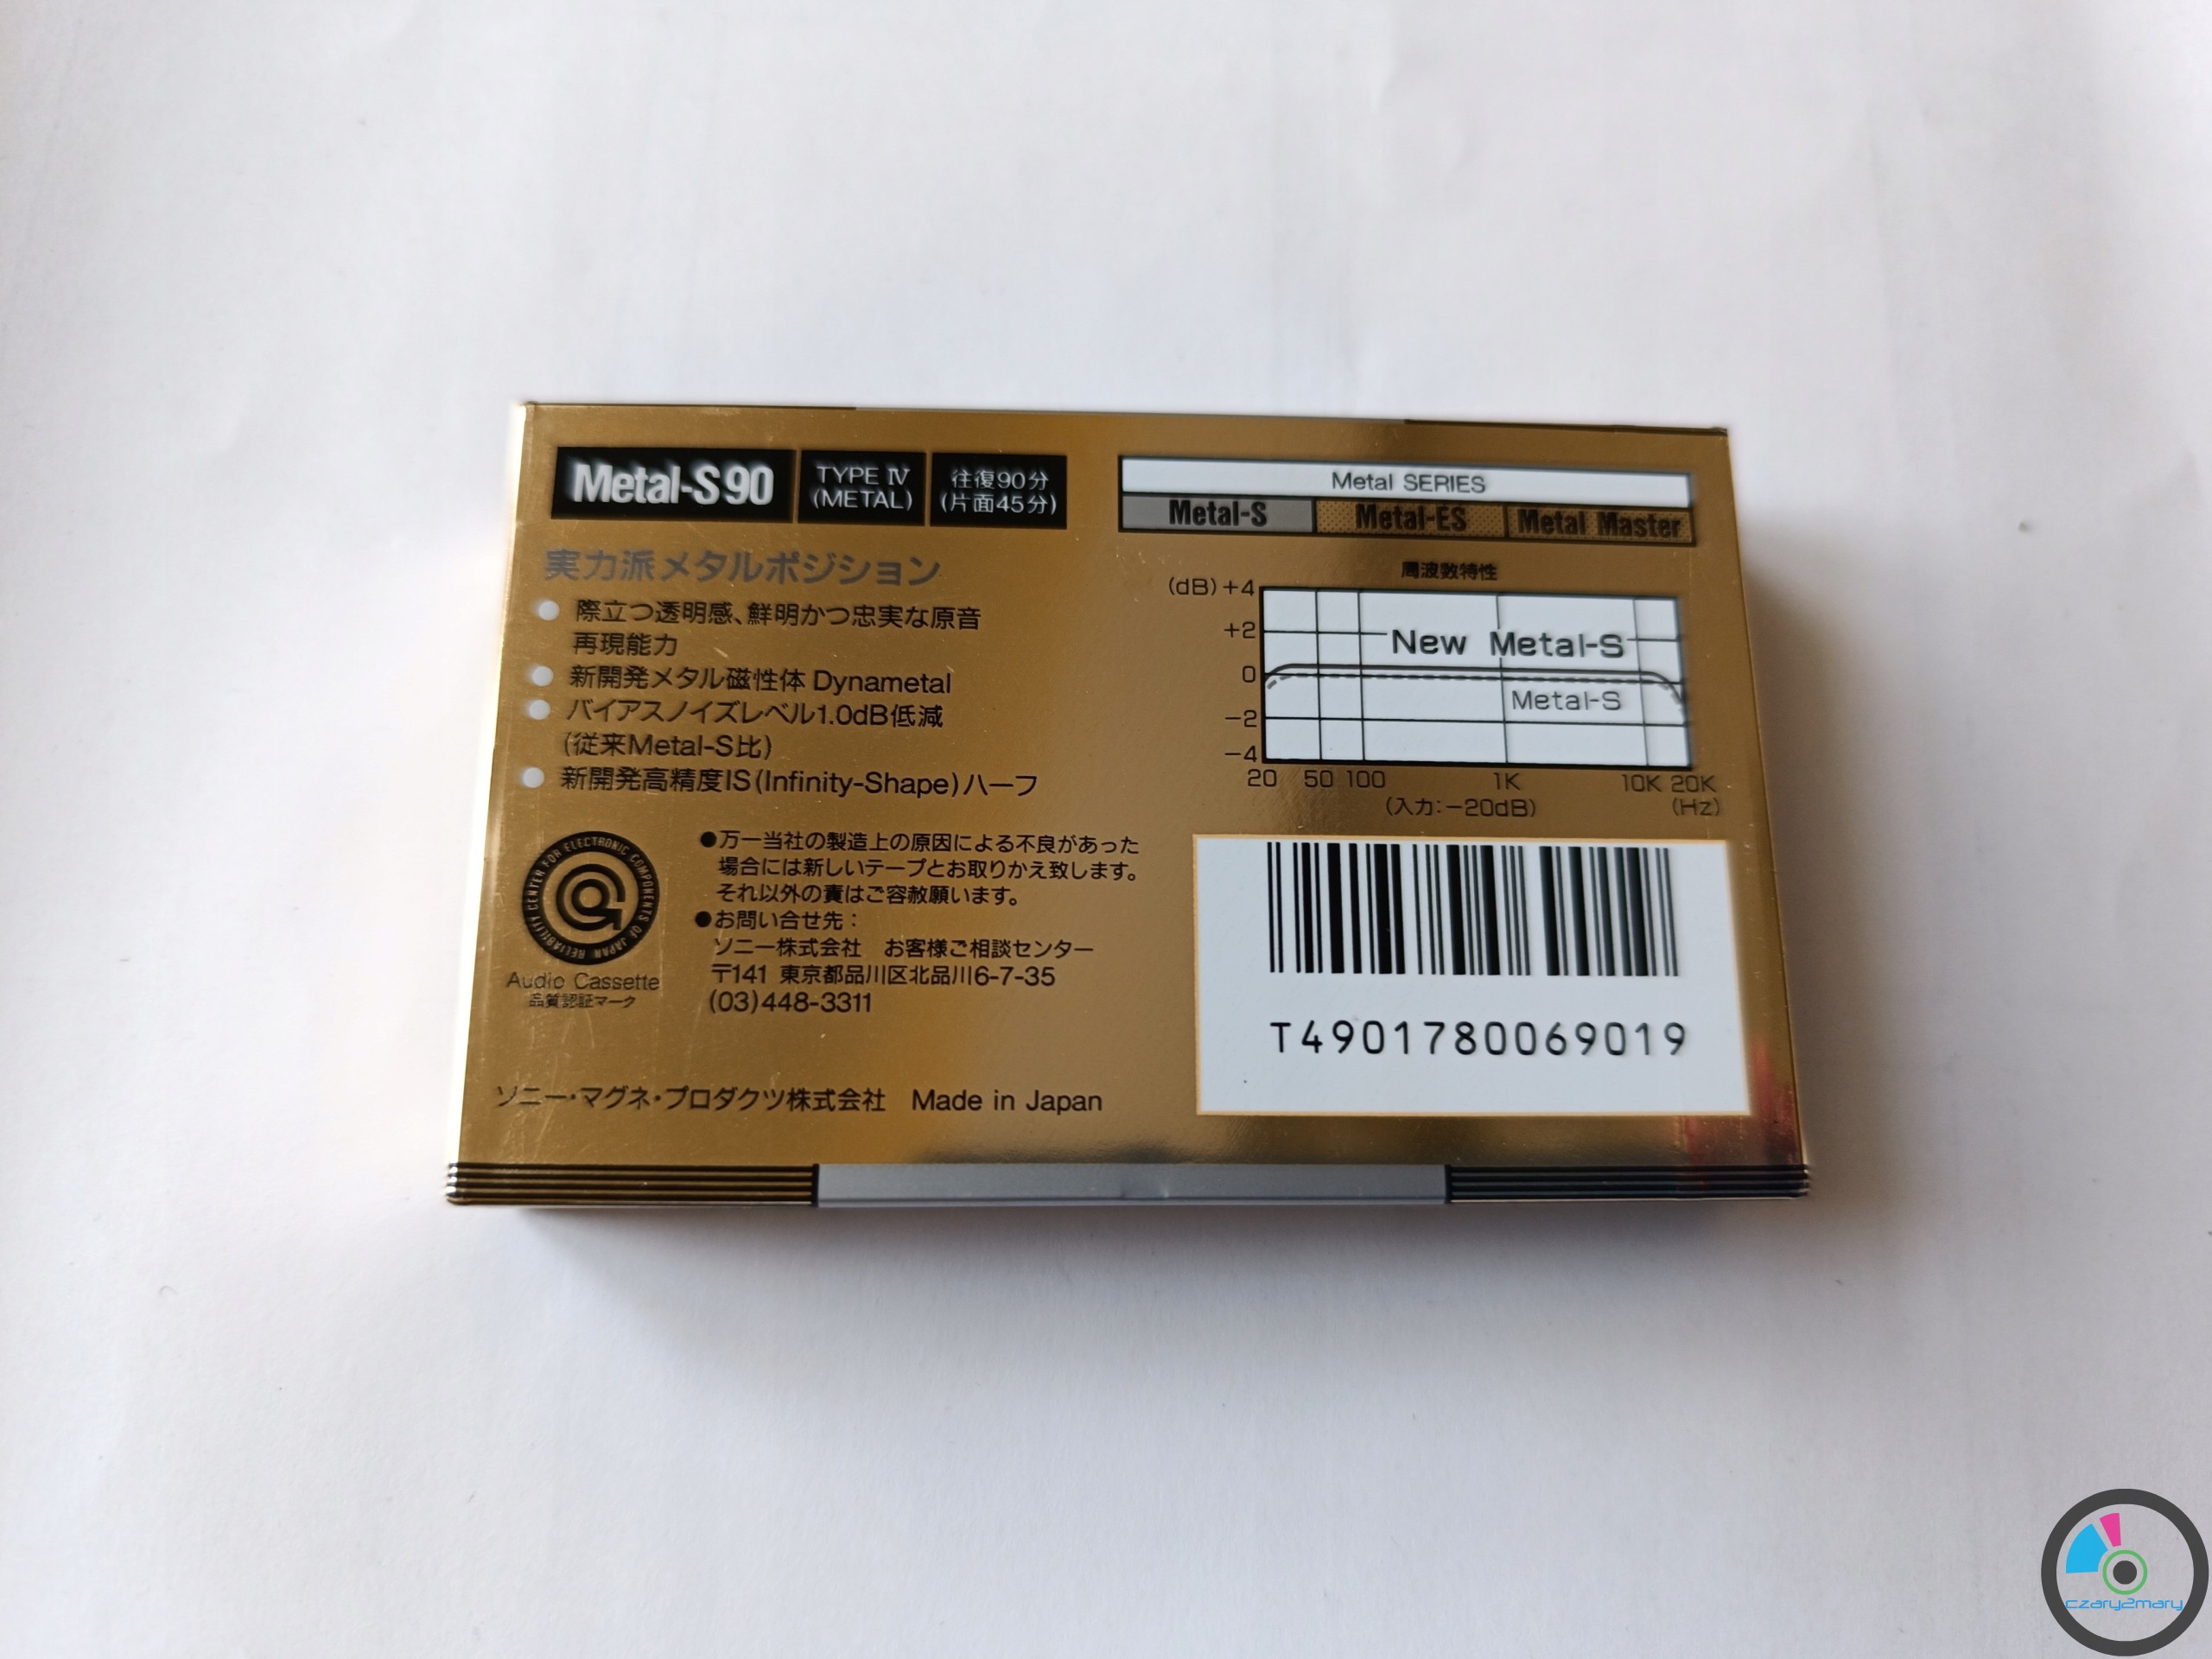 Metal-S90
TYPE IV
(METAL)
往復90分
(片面45分)
Metal SERIES
Metal-S
Metal-ES
Metal Master
実力派メタルポジション
● 際立つ透明感、鮮明かつ忠実な原音
再現能力
● 新開発メタル磁性体 Dynametal
● バイアスノイズレベル1.0dB低減
(従来Metal-S比)
● 新開発高精度IS(Infinity-Shape)ハーフ
周波数特性
(dB)
+4
+2
0
−2
−4
New Metal-S
Metal-S
20 50 100 1K 10K 20K
(入力:−20dB) (Hz)
RELIABILITY CENTER FOR ELECTRONIC COMPONENTS OF JAPAN
Audio Cassette
品質認証マーク
●万一当社の製造上の原因による不良があった
場合には新しいテープとお取りかえ致します。
それ以外の責はご容赦願います。
●お問い合せ先:
ソニー株式会社 お客様ご相談センター
〒141 東京都品川区北品川6-7-35
(03)448-3311
T4901780069019
ソニー・マグネ・プロダクツ株式会社 Made in Japan
czary2mary